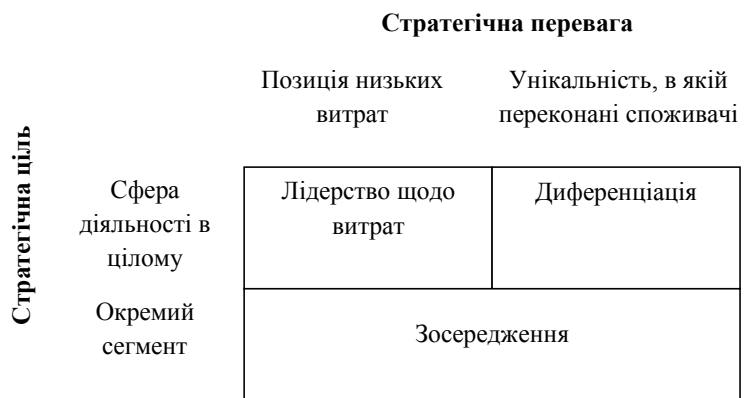 Стратегічна перевага
Позиція низьких
витрат
Унікальність, в якій
переконані споживачі
Стратегічна ціль
Сфера
діяльності в
цілому
Лідерство щодо
витрат
Диференціація
Окремий
сегмент
Зосередження